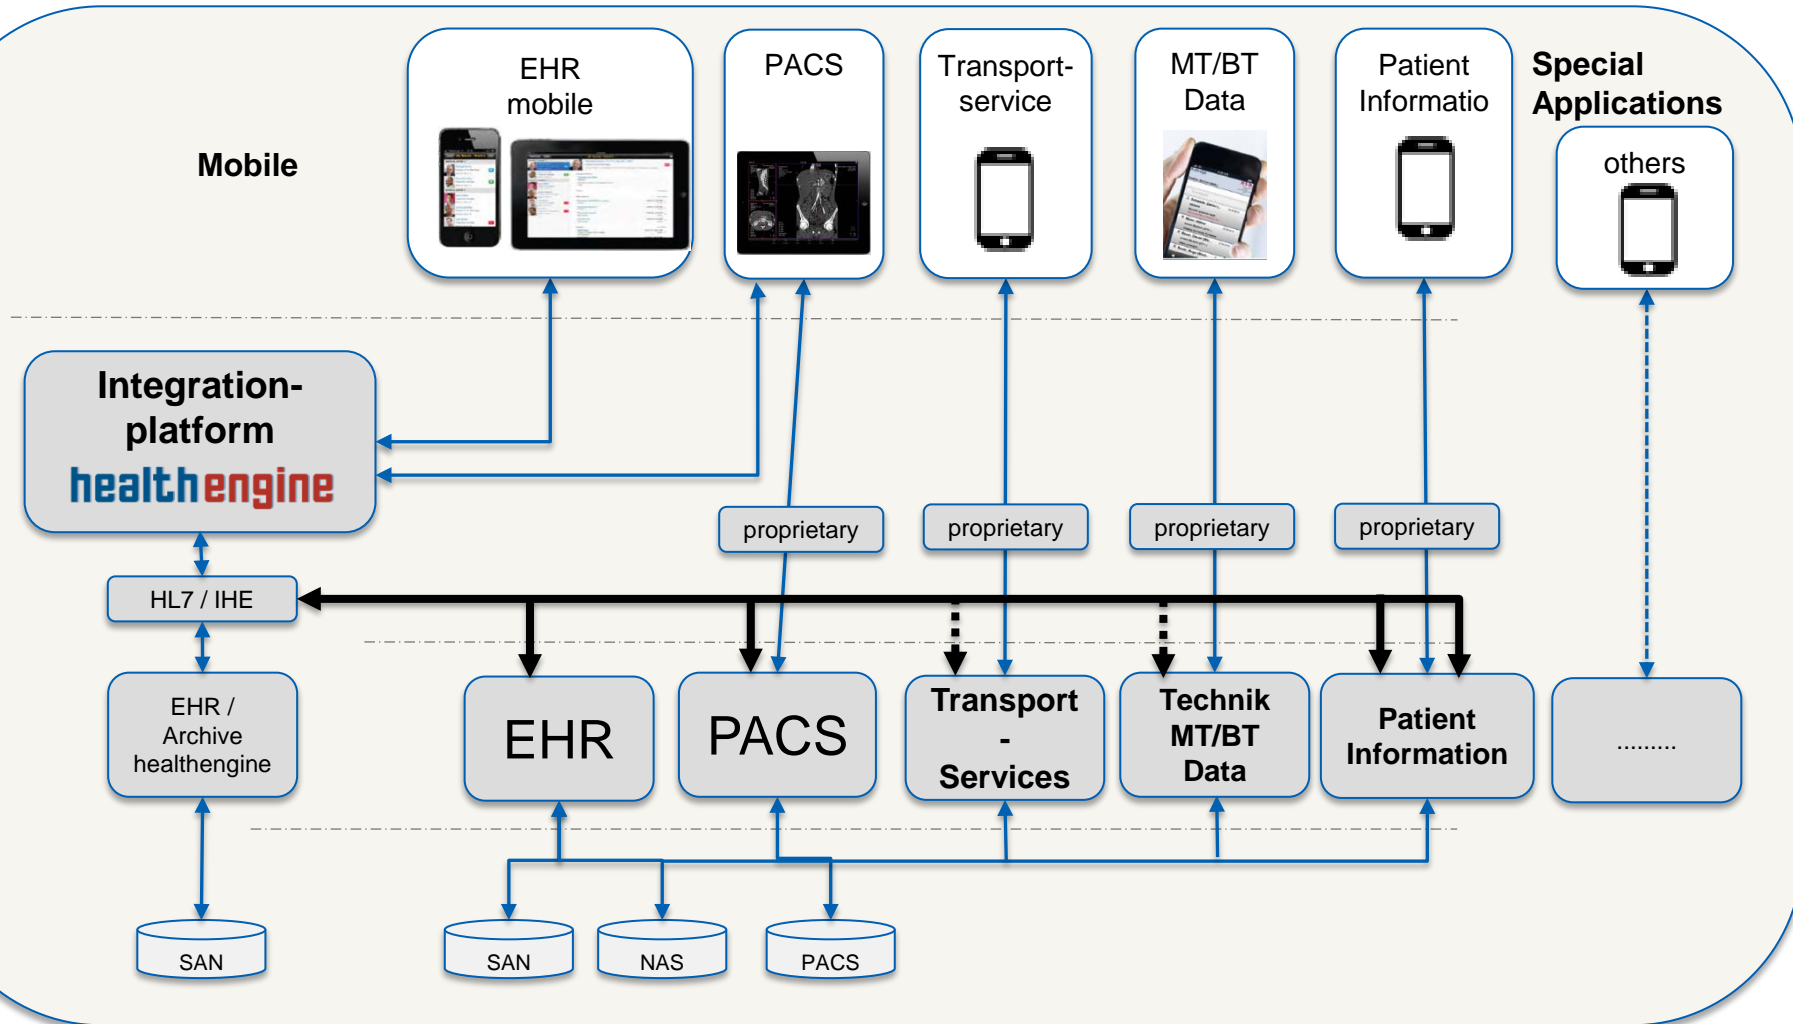 EHR
mobile
PACS
Transport-
service
MT/BT
Data
Patient
Informatio
Special
Applications
others
Mobile
Integration-
platform
healthengine
proprietary
proprietary
proprietary
proprietary
HL7 / IHE
EHR /
Archive
healthengine
EHR
PACS
Transport
-
Services
Technik
MT/BT
Data
Patient
Information
.........
SAN
SAN
NAS
PACS